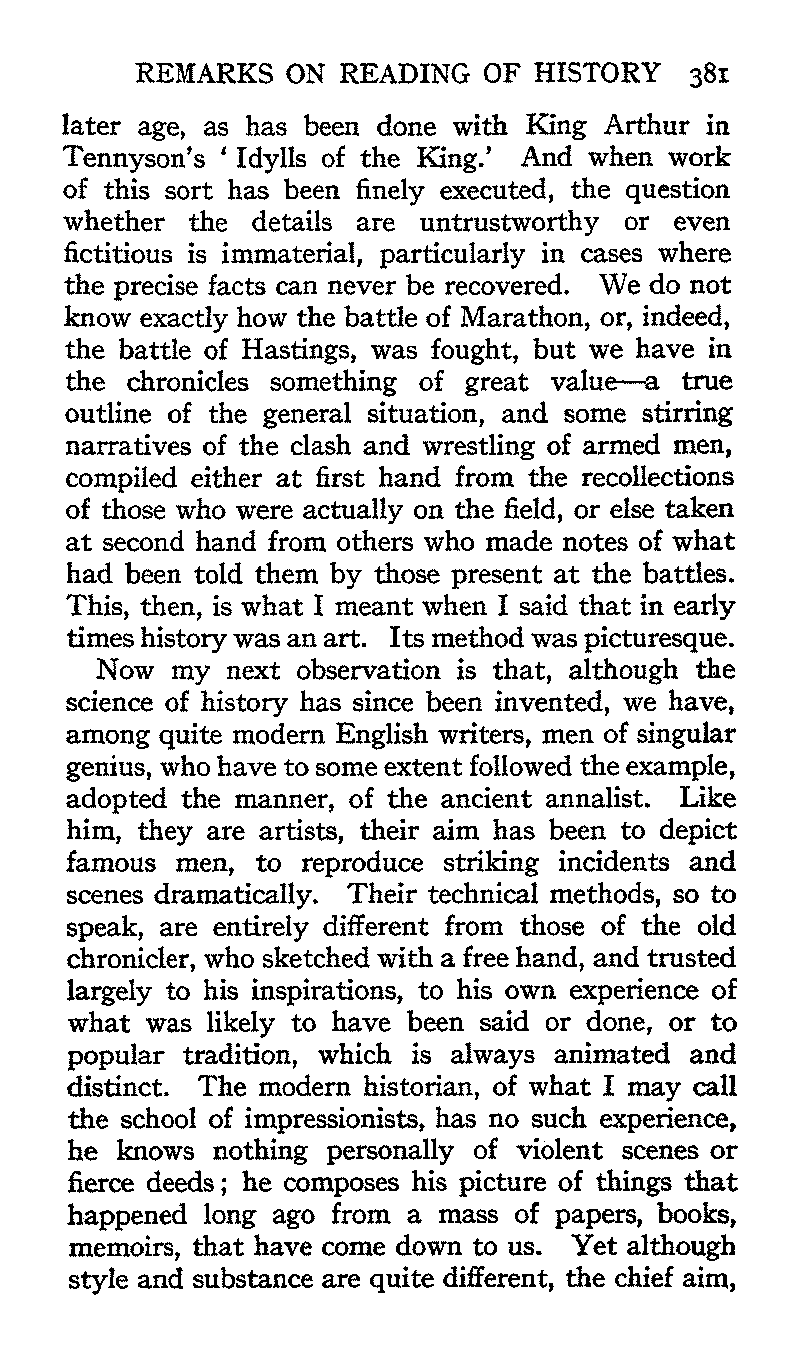 REMARKS ON READING OF HISTORY 381
later age, as has been done with King Arthur in
Tennyson's ‘ Idylls of the King.’ And when work
of this sort has been finely executed, the question
whether the details are untrustworthy or even
fictitious is immaterial, particularly in cases where
the precise facts can never be recovered. We do not
know exactly how the battle of Marathon, or, indeed,
the battle of Hastings, was fought, but we have in
the chronicles something of great value—a true
outline of the general situation, and some stirring
narratives of the clash and wrestling of armed men,
compiled either at first hand from the recollections
of those who were actually on the field, or else taken
at second hand from others who made notes of what
had been told them by those present at the battles.
This, then, is what I meant when I said that in early
times history was an art. Its method was picturesque.
Now my next observation is that, although the
science of history has since been invented, we have,
among quite modern English writers, men of singular
genius, who have to some extent followed the example,
adopted the manner, of the ancient annalist. Like
him, they are artists, their aim has been to depict
famous men, to reproduce striking incidents and
scenes dramatically. Their technical methods, so to
speak, are entirely different from those of the old
chronicler, who sketched with a free hand, and trusted
largely to his inspirations, to his own experience of
what was likely to have been said or done, or to
popular tradition, which is always animated and
distinct. The modern historian, of what I may call
the school of impressionists, has no such experience,
he knows nothing personally of violent scenes or
fierce deeds; he composes his picture of things that
happened long ago from a mass of papers, books,
memoirs, that have come down to us. Yet although
style and substance are quite different, the chief aim,